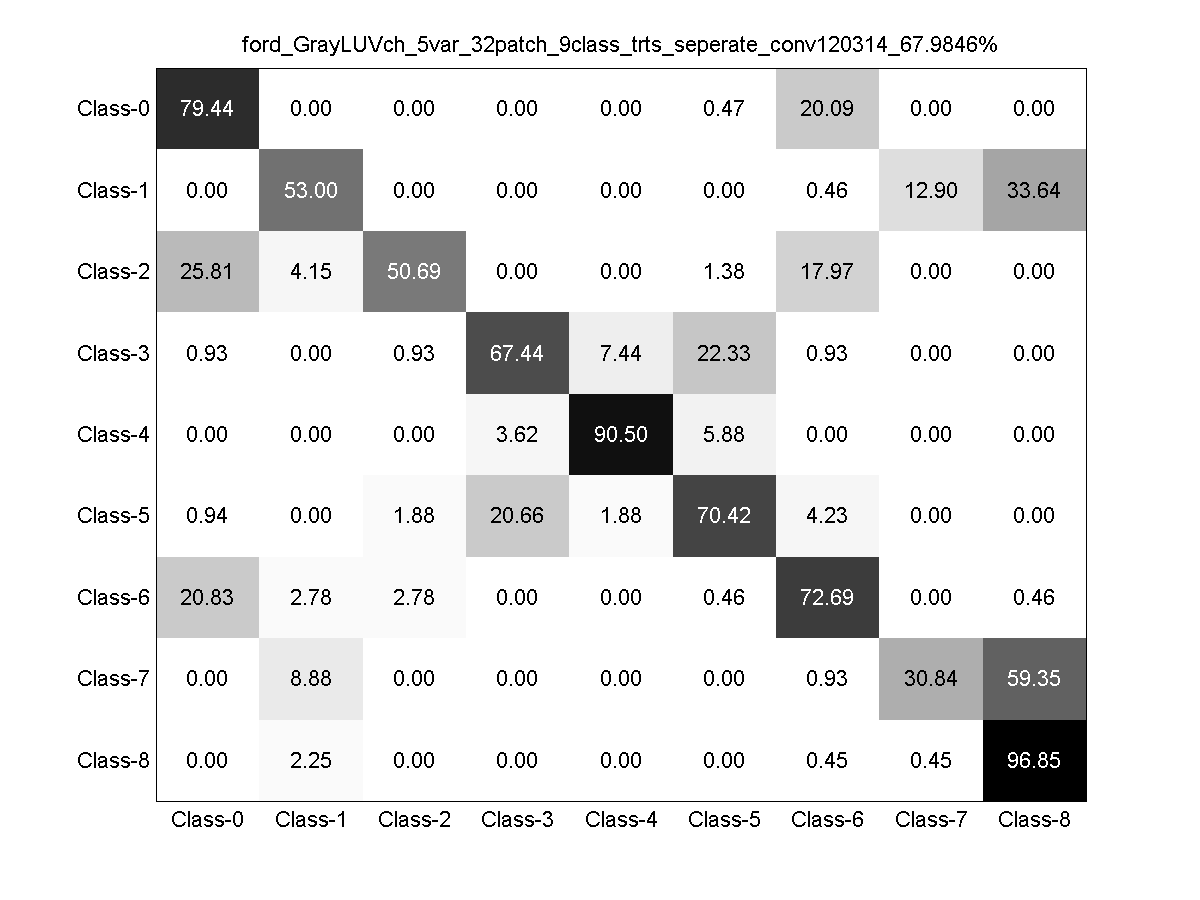 ford_GrayLUVch_5var_32patch_9class_trts_seperate_conv120314_67.9846%
Class-0 79.44 0.00 0.00 0.00 0.00 0.47 20.09 0.00 0.00
Class-1 0.00 53.00 0.00 0.00 0.00 0.00 0.46 12.90 33.64
Class-2 25.81 4.15 50.69 0.00 0.00 1.38 17.97 0.00 0.00
Class-3 0.93 0.00 0.93 67.44 7.44 22.33 0.93 0.00 0.00
Class-4 0.00 0.00 0.00 3.62 90.50 5.88 0.00 0.00 0.00
Class-5 0.94 0.00 1.88 20.66 1.88 70.42 4.23 0.00 0.00
Class-6 20.83 2.78 2.78 0.00 0.00 0.46 72.69 0.00 0.46
Class-7 0.00 8.88 0.00 0.00 0.00 0.00 0.93 30.84 59.35
Class-8 0.00 2.25 0.00 0.00 0.00 0.00 0.45 0.45 96.85
Class-0 Class-1 Class-2 Class-3 Class-4 Class-5 Class-6 Class-7 Class-8